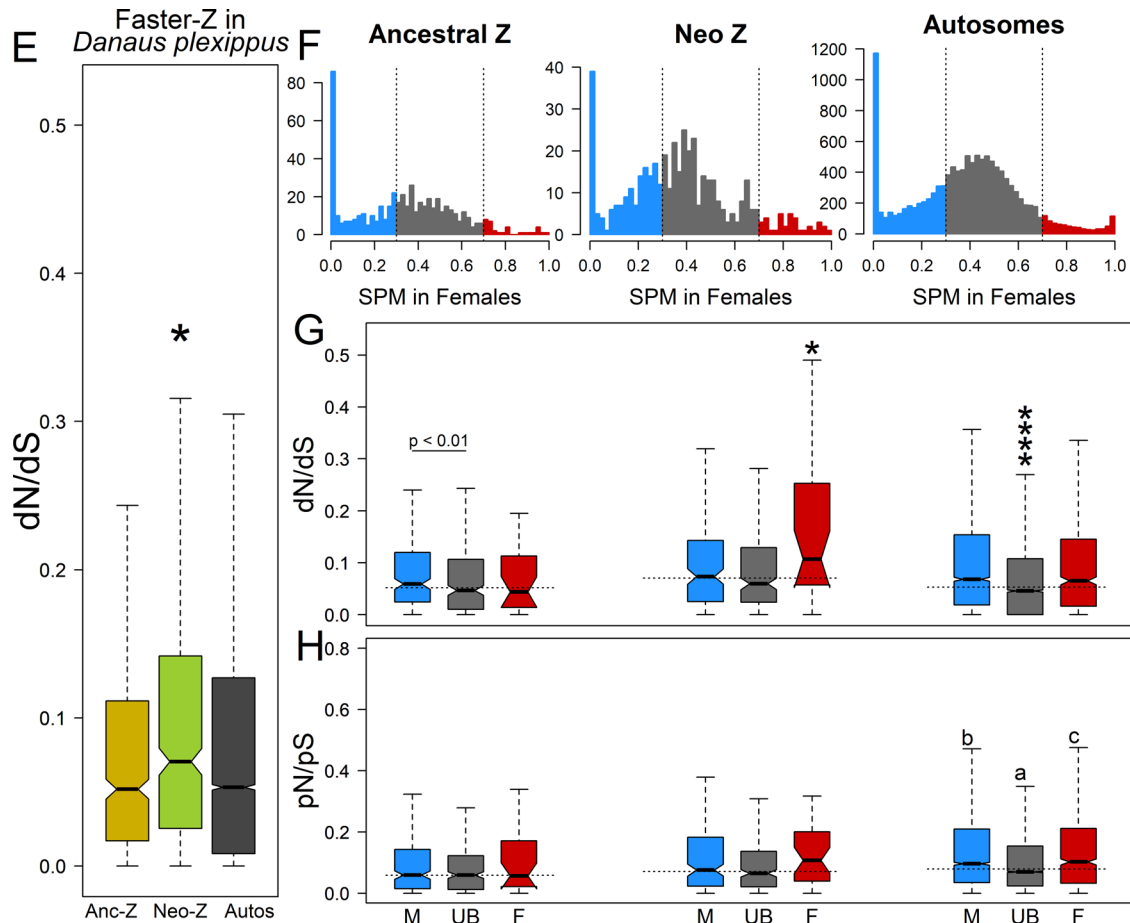 E
Faster-Z in
Danaus plexippus
dN/dS
0.5
0.4
0.3
0.2
0.1
0.0
*
Anc-Z Neo-Z Autos
F
Ancestral Z
80
60
40
20
0
0.0 0.2 0.4 0.6 0.8 1.0
SPM in Females
Neo Z
40
30
20
10
0
0.0 0.2 0.4 0.6 0.8 1.0
SPM in Females
Autosomes
1200
1000
800
600
400
200
0
0.0 0.2 0.4 0.6 0.8 1.0
SPM in Females
G
dN/dS
0.5
0.4
0.3
0.2
0.1
0.0
p < 0.01
*
****
H
pN/pS
0.8
0.6
0.4
0.2
0.0
b
a
c
M UB F
M UB F
M UB F